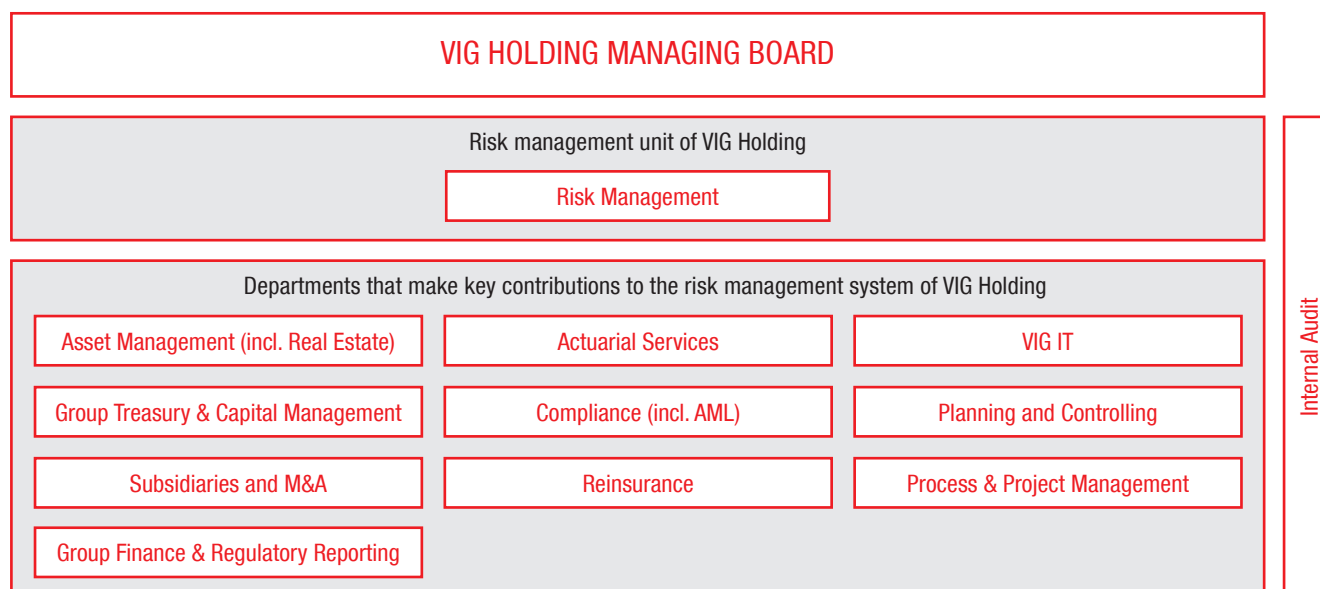 VIG HOLDING MANAGING BOARD
Risk management unit of VIG Holding
Risk Management
Departments that make key contributions to the risk management system of VIG Holding
Asset Management (incl. Real Estate)
Actuarial Services
VIG IT
Group Treasury & Capital Management
Compliance (incl. AML)
Planning and Controlling
Subsidiaries and M&A
Reinsurance
Process & Project Management
Group Finance & Regulatory Reporting
Internal Audit